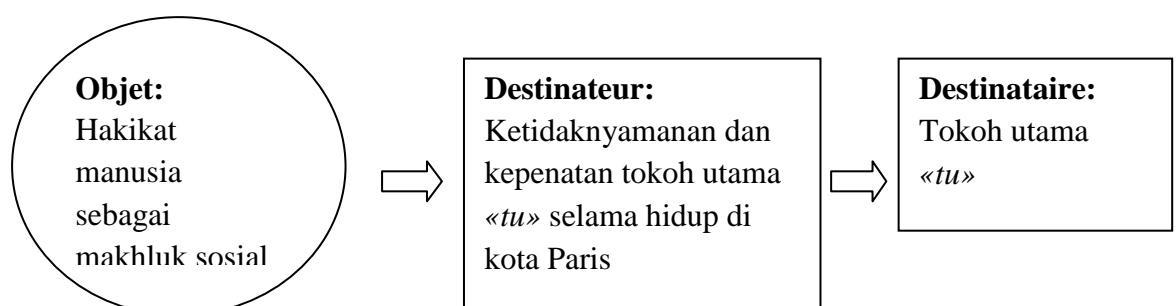 Objet:
Hakikat
manusia
sebagai
makhluk sosial
Destinateur:
Ketidaknyamanan dan
kepenatan tokoh utama
«tu» selama hidup di
kota Paris
Destinataire:
Tokoh utama
«tu»